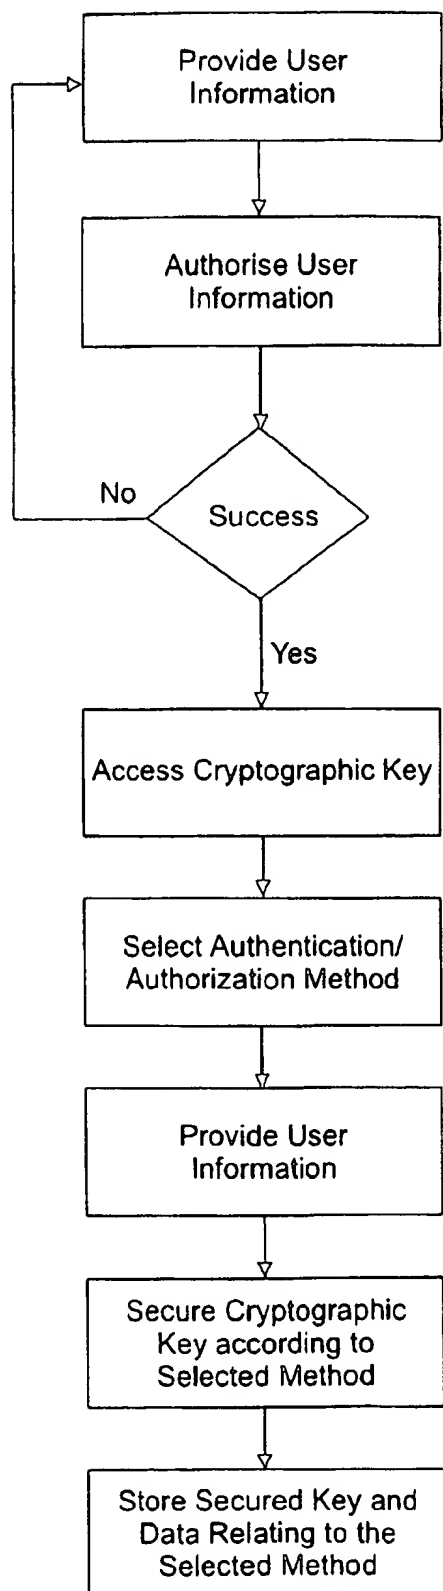 Provide User
Information
Authorise User
Information
No
Success
Yes
Access Cryptographic Key
Select Authentication/
Authorization Method
Provide User
Information
Secure Cryptographic
Key according to
Selected Method
Store Secured Key and
Data Relating to the
Selected Method